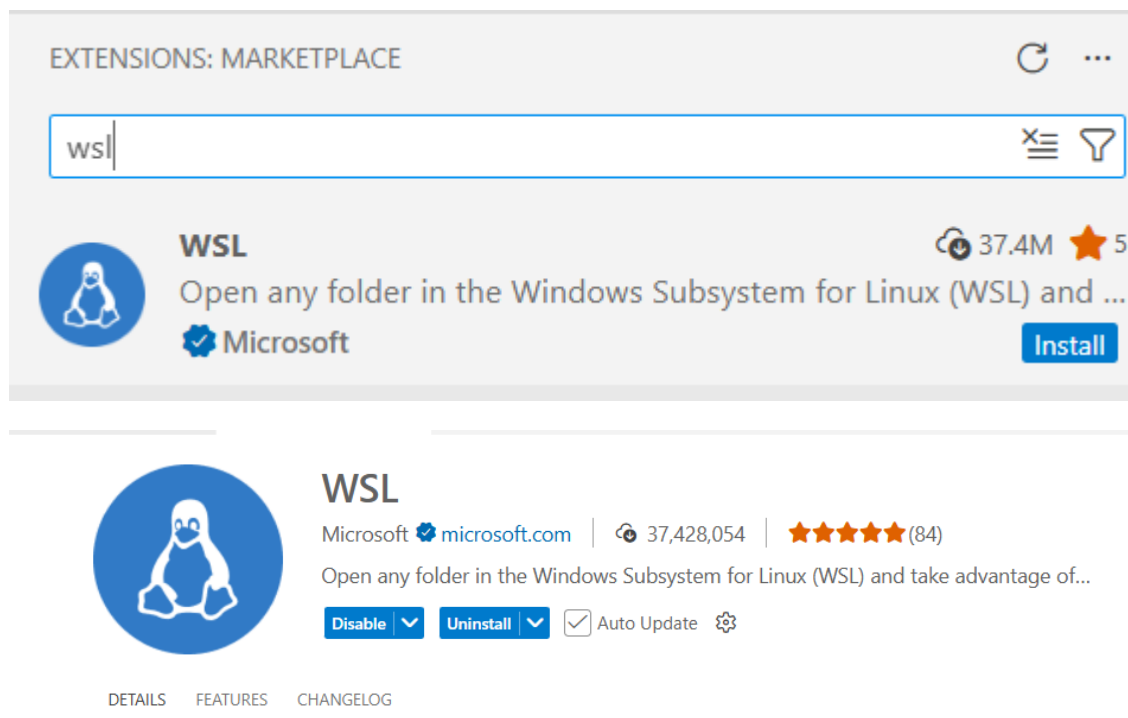 EXTENSIONS: MARKETPLACE
wsl
WSL 37.4M 5
Open any folder in the Windows Subsystem for Linux (WSL) and ...
Microsoft Install
WSL
Microsoft microsoft.com 37,428,054 (84)
Open any folder in the Windows Subsystem for Linux (WSL) and take advantage of...
Disable Uninstall Auto Update
DETAILS FEATURES CHANGELOG